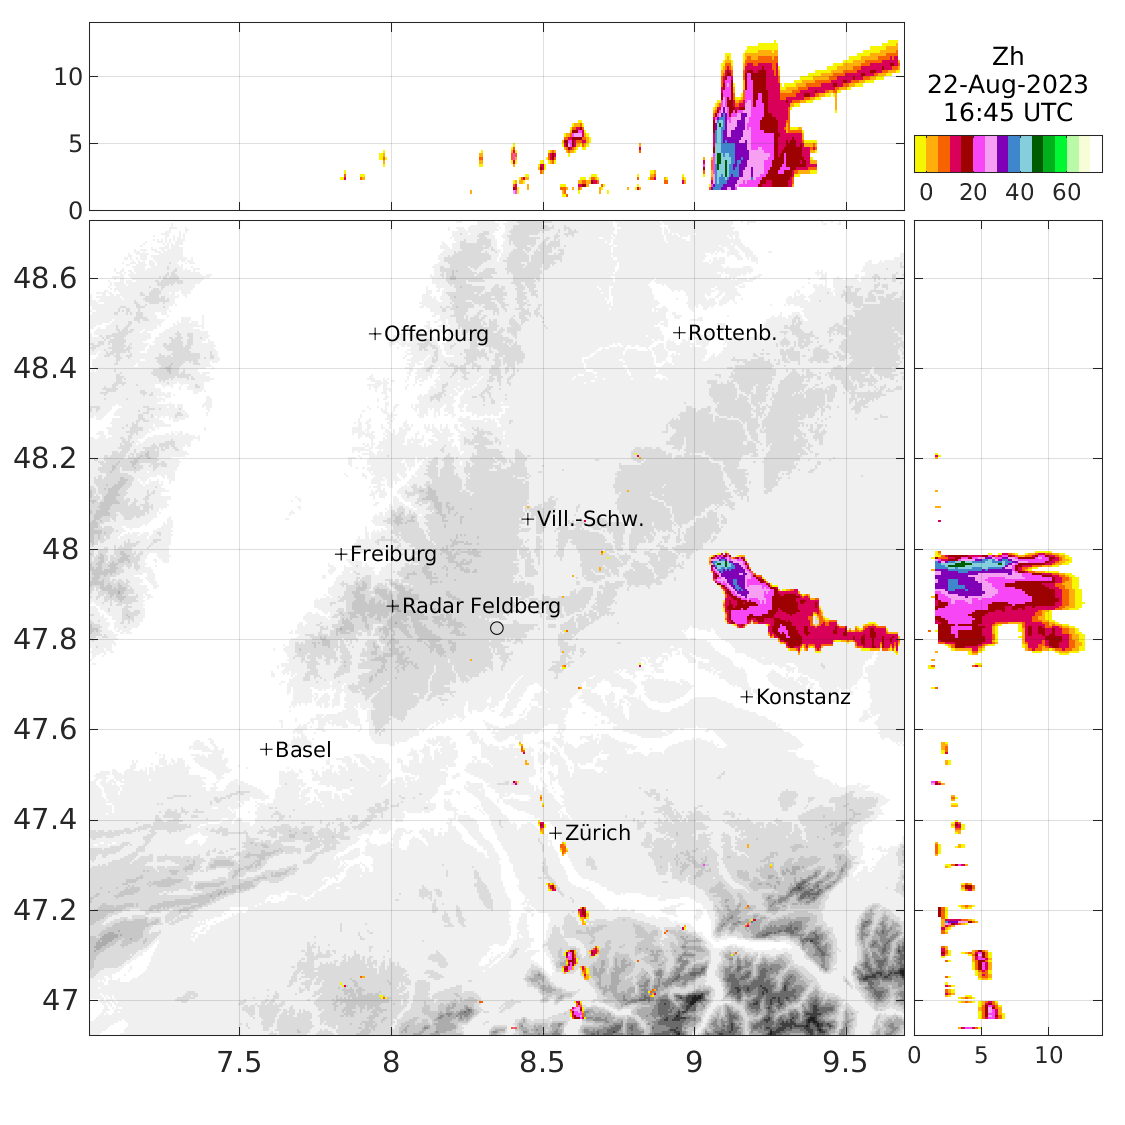 10
5
0
Zh
22-Aug-2023
16:45 UTC
0 20 40 60
48.6
48.4
48.2
48
47.8
47.6
47.4
47.2
47
Offenburg
Rottenb.
Vill.-Schw.
Freiburg
Radar Feldberg
Konstanz
Basel
Zürich
7.5 8 8.5 9 9.5
0 5 10